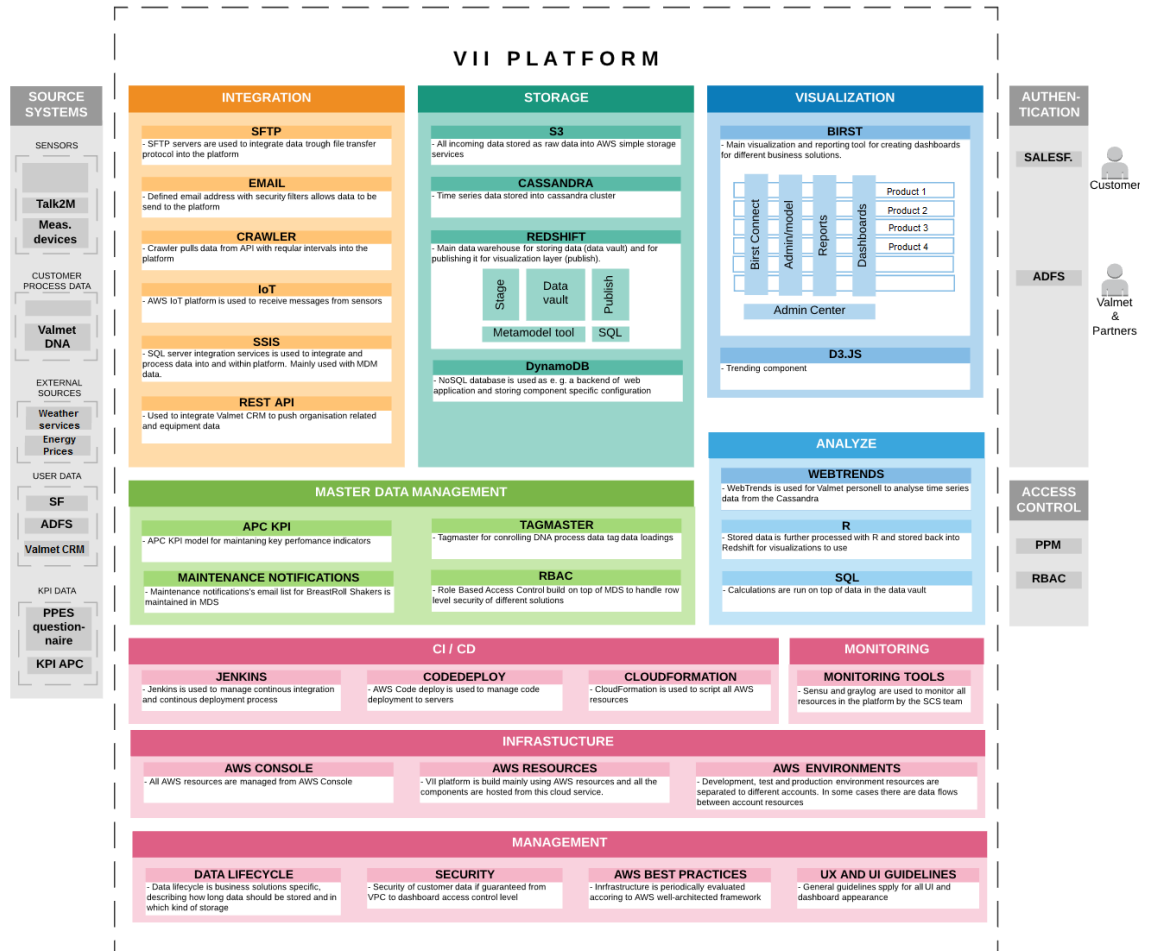 VII PLATFORM
SOURCE
SYSTEMS
SENSORS
Talk2M
Meas.
devices
CUSTOMER
PROCESS DATA
Valmet
DNA
EXTERNAL
SOURCES
Weather
services
Energy
Prices
USER DATA
SF
ADFS
Valmet CRM
KPI DATA
PPES
question-
naire
KPI APC
INTEGRATION
SFTP
- SFTP servers are used to integrate data trough file transfer
protocol into the platform
EMAIL
- Defined email address with security filters allows data to be
send to the platform
CRAWLER
- Crawler pulls data from API with reqular intervals into the
platform
IoT
- AWS IoT platform is used to receive messages from sensors
SSIS
- SQL server integration services is used to integrate and
process data into and within platform. Mainly used with MDM
data.
REST API
- Used to integrate Valmet CRM to push organisation related
and equipment data
STORAGE
S3
- All incoming data stored as raw data into AWS simple storage
services
CASSANDRA
- Time series data stored into cassandra cluster
REDSHIFT
- Main data warehouse for storing data (data vault) and for
publishing it for visualization layer (publish).
Stage
Data
vault
Publish
Metamodel tool
SQL
DynamoDB
- NoSQL database is used as e. g. a backend of web
application and storing component specific configuration
VISUALIZATION
BIRST
- Main visualization and reporting tool for creating dashboards
for different business solutions.
Birst Connect
Admin/model
Reports
Dashboards
Product 1
Product 2
Product 3
Product 4
Admin Center
D3.JS
- Trending component
ANALYZE
WEBTRENDS
- WebTrends is used for Valmet personell to analyse time series
data from the Cassandra
R
- Stored data is further processed with R and stored back into
Redshift for visualizations to use
SQL
- Calculations are run on top of data in the data vault
MASTER DATA MANAGEMENT
APC KPI
- APC KPI model for maintaning key perfomance indicators
TAGMASTER
- Tagmaster for conrolling DNA process data tag data loadings
MAINTENANCE NOTIFICATIONS
- Maintenance notifications's email list for BreastRoll Shakers is
maintained in MDS
RBAC
- Role Based Access Control build on top of MDS to handle row
level security of different solutions
AUTHEN-
TICATION
SALESF.
Customer
ADFS
Valmet
&
Partners
ACCESS
CONTROL
PPM
RBAC
CI / CD
JENKINS
- Jenkins is used to manage continous integration
and continous deployment process
CODEDEPLOY
- AWS Code deploy is used to manage code
deployment to servers
CLOUDFORMATION
- CloudFormation is used to script all AWS
resources
MONITORING
MONITORING TOOLS
- Sensu and graylog are used to monitor all
resources in the platform by the SCS team
INFRASTUCTURE
AWS CONSOLE
- All AWS resources are managed from AWS Console
AWS RESOURCES
- VII platform is build mainly using AWS resources and all the
components are hosted from this cloud service.
AWS ENVIRONMENTS
- Development, test and production environment resources are
separated to different accounts. In some cases there are data flows
between account resources
MANAGEMENT
DATA LIFECYCLE
- Data lifecycle is business solutions specific,
describing how long data should be stored and in
which kind of storage
SECURITY
- Security of customer data if guaranteed from
VPC to dashboard access control level
AWS BEST PRACTICES
- Inrfrastructure is periodically evaluated
accoring to AWS well-architected framework
UX AND UI GUIDELINES
- General guidelines spply for all UI and
dashboard appearance